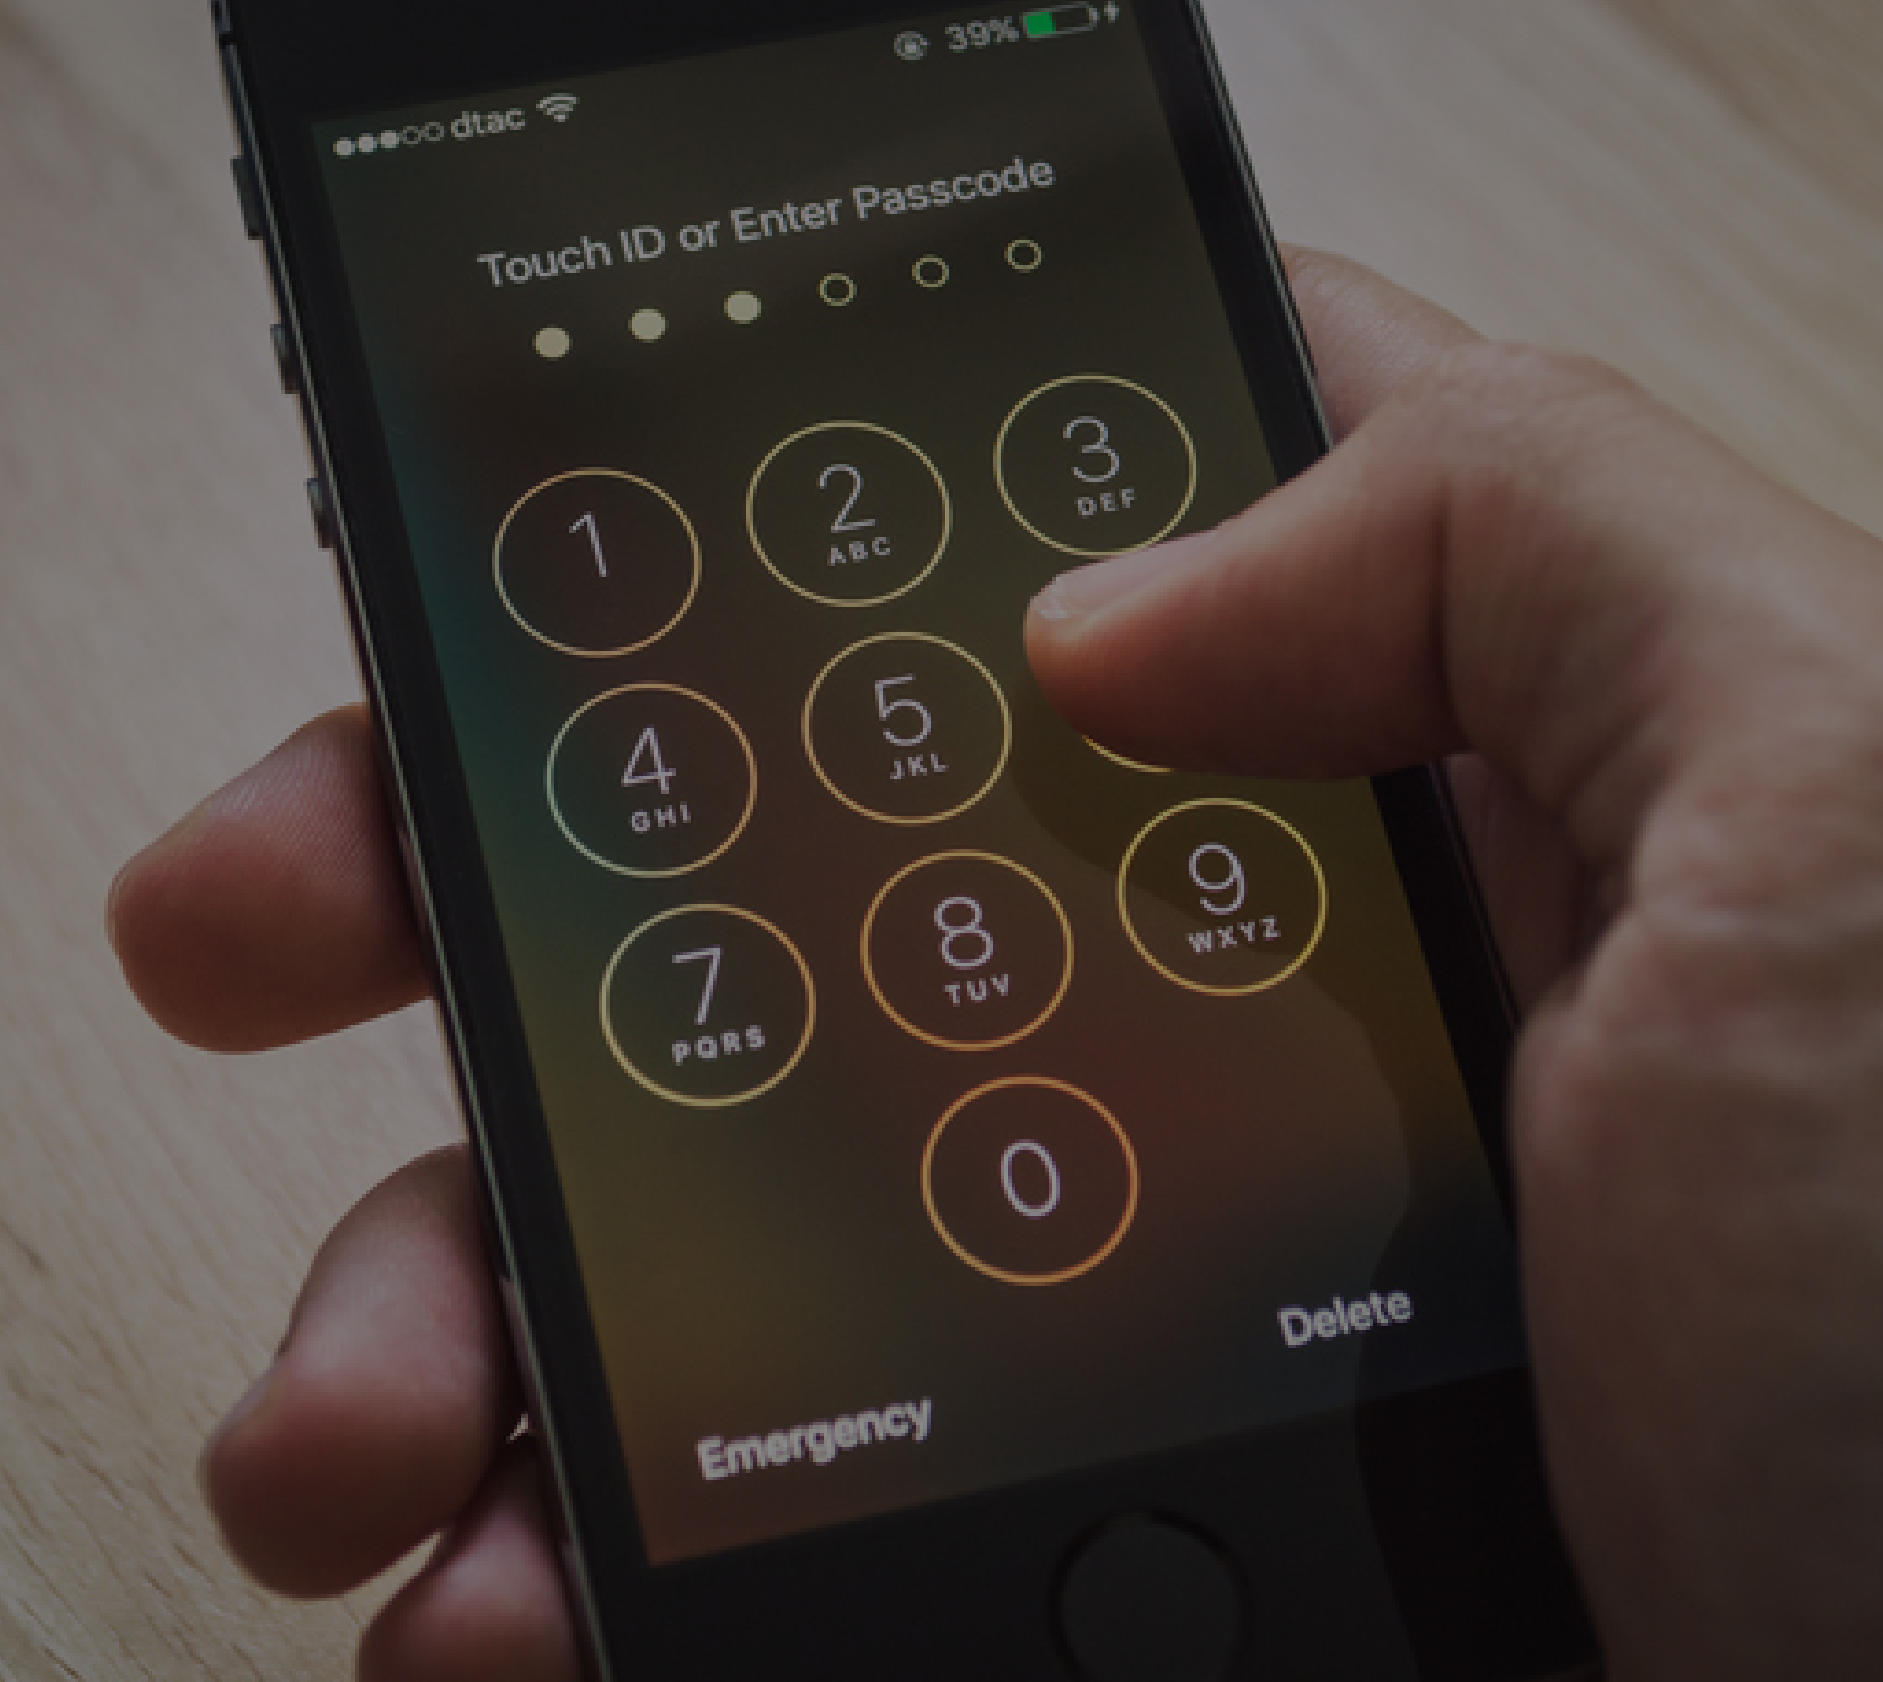 39%
dtac
Touch ID or Enter Passcode
1 2 3
ABC DEF
4 5
GHI JKL
7 8 9
PQRS TUV WXYZ
0
Emergency Delete